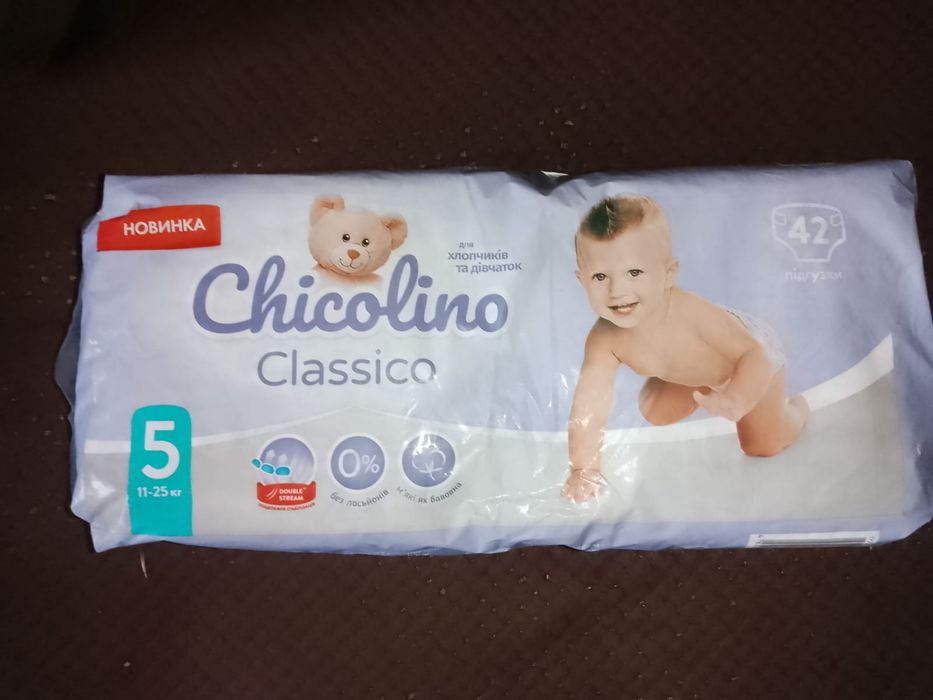 НОВИНКА
для
хлопчиків
та дівчаток
42
підгузки
Chicolino
Classico
5
11-25 кг
DOUBLE
STREAM
0%
без лосьйонів
м'які як бавовна